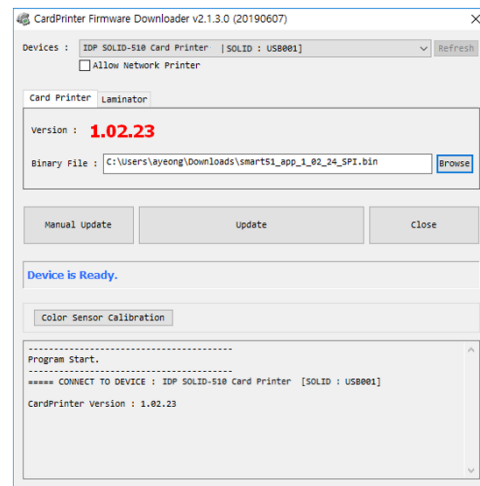 CardPrinter Firmware Downloader v2.1.3.0 (20190607)
Devices : IDP SOLID-510 Card Printer |SOLID : USB001] Refresh
Allow Network Printer
Card Printer Laminator
Version : 1.02.23
Binary File : C:\Users\ayeong\Downloads\smart51_app_1_02_24_SPI.bin Browse
Manual Update Update Close
Device is Ready.
Color Sensor Calibration
----------------------------------------
Program Start.
----------------------------------------
===== CONNECT TO DEVICE : IDP SOLID-510 Card Printer [SOLID : USB001]
CardPrinter Version : 1.02.23